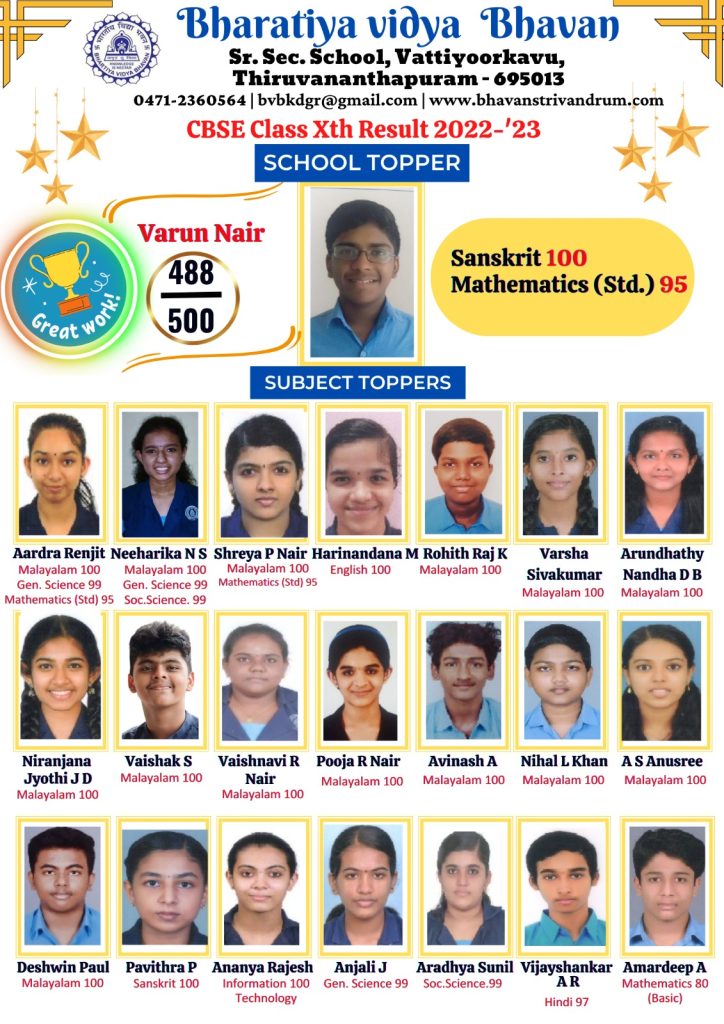 Bharatiya vidya Bhavan
Sr. Sec. School, Vattiyoorkavu,
Thiruvananthapuram - 695013
0471-2360564 | bvbkdgr@gmail.com | www.bhavanstrivandrum.com
CBSE Class Xth Result 2022-'23
SCHOOL TOPPER
Great work!
Varun Nair
488
500
Sanskrit 100
Mathematics (Std.) 95
SUBJECT TOPPERS
Aardra Renjit
Malayalam 100
Gen. Science 99
Mathematics (Std) 95
Neeharika N S
Malayalam 100
Gen. Science 99
Soc.Science. 99
Shreya P Nair
Malayalam 100
Mathematics (Std) 95
Harinandana M
English 100
Rohith Raj K
Malayalam 100
Varsha
Sivakumar
Malayalam 100
Arundhathy
Nandha D B
Malayalam 100
Niranjana
Jyothi J D
Malayalam 100
Vaishak S
Malayalam 100
Vaishnavi R
Nair
Malayalam 100
Pooja R Nair
Malayalam 100
Avinash A
Malayalam 100
Nihal L Khan
Malayalam 100
A S Anusree
Malayalam 100
Deshwin Paul
Malayalam 100
Pavithra P
Sanskrit 100
Ananya Rajesh
Information 100
Technology
Anjali J
Gen. Science 99
Aradhya Sunil
Soc.Science.99
Vijayshankar
A R
Hindi 97
Amardeep A
Mathematics 80
(Basic)